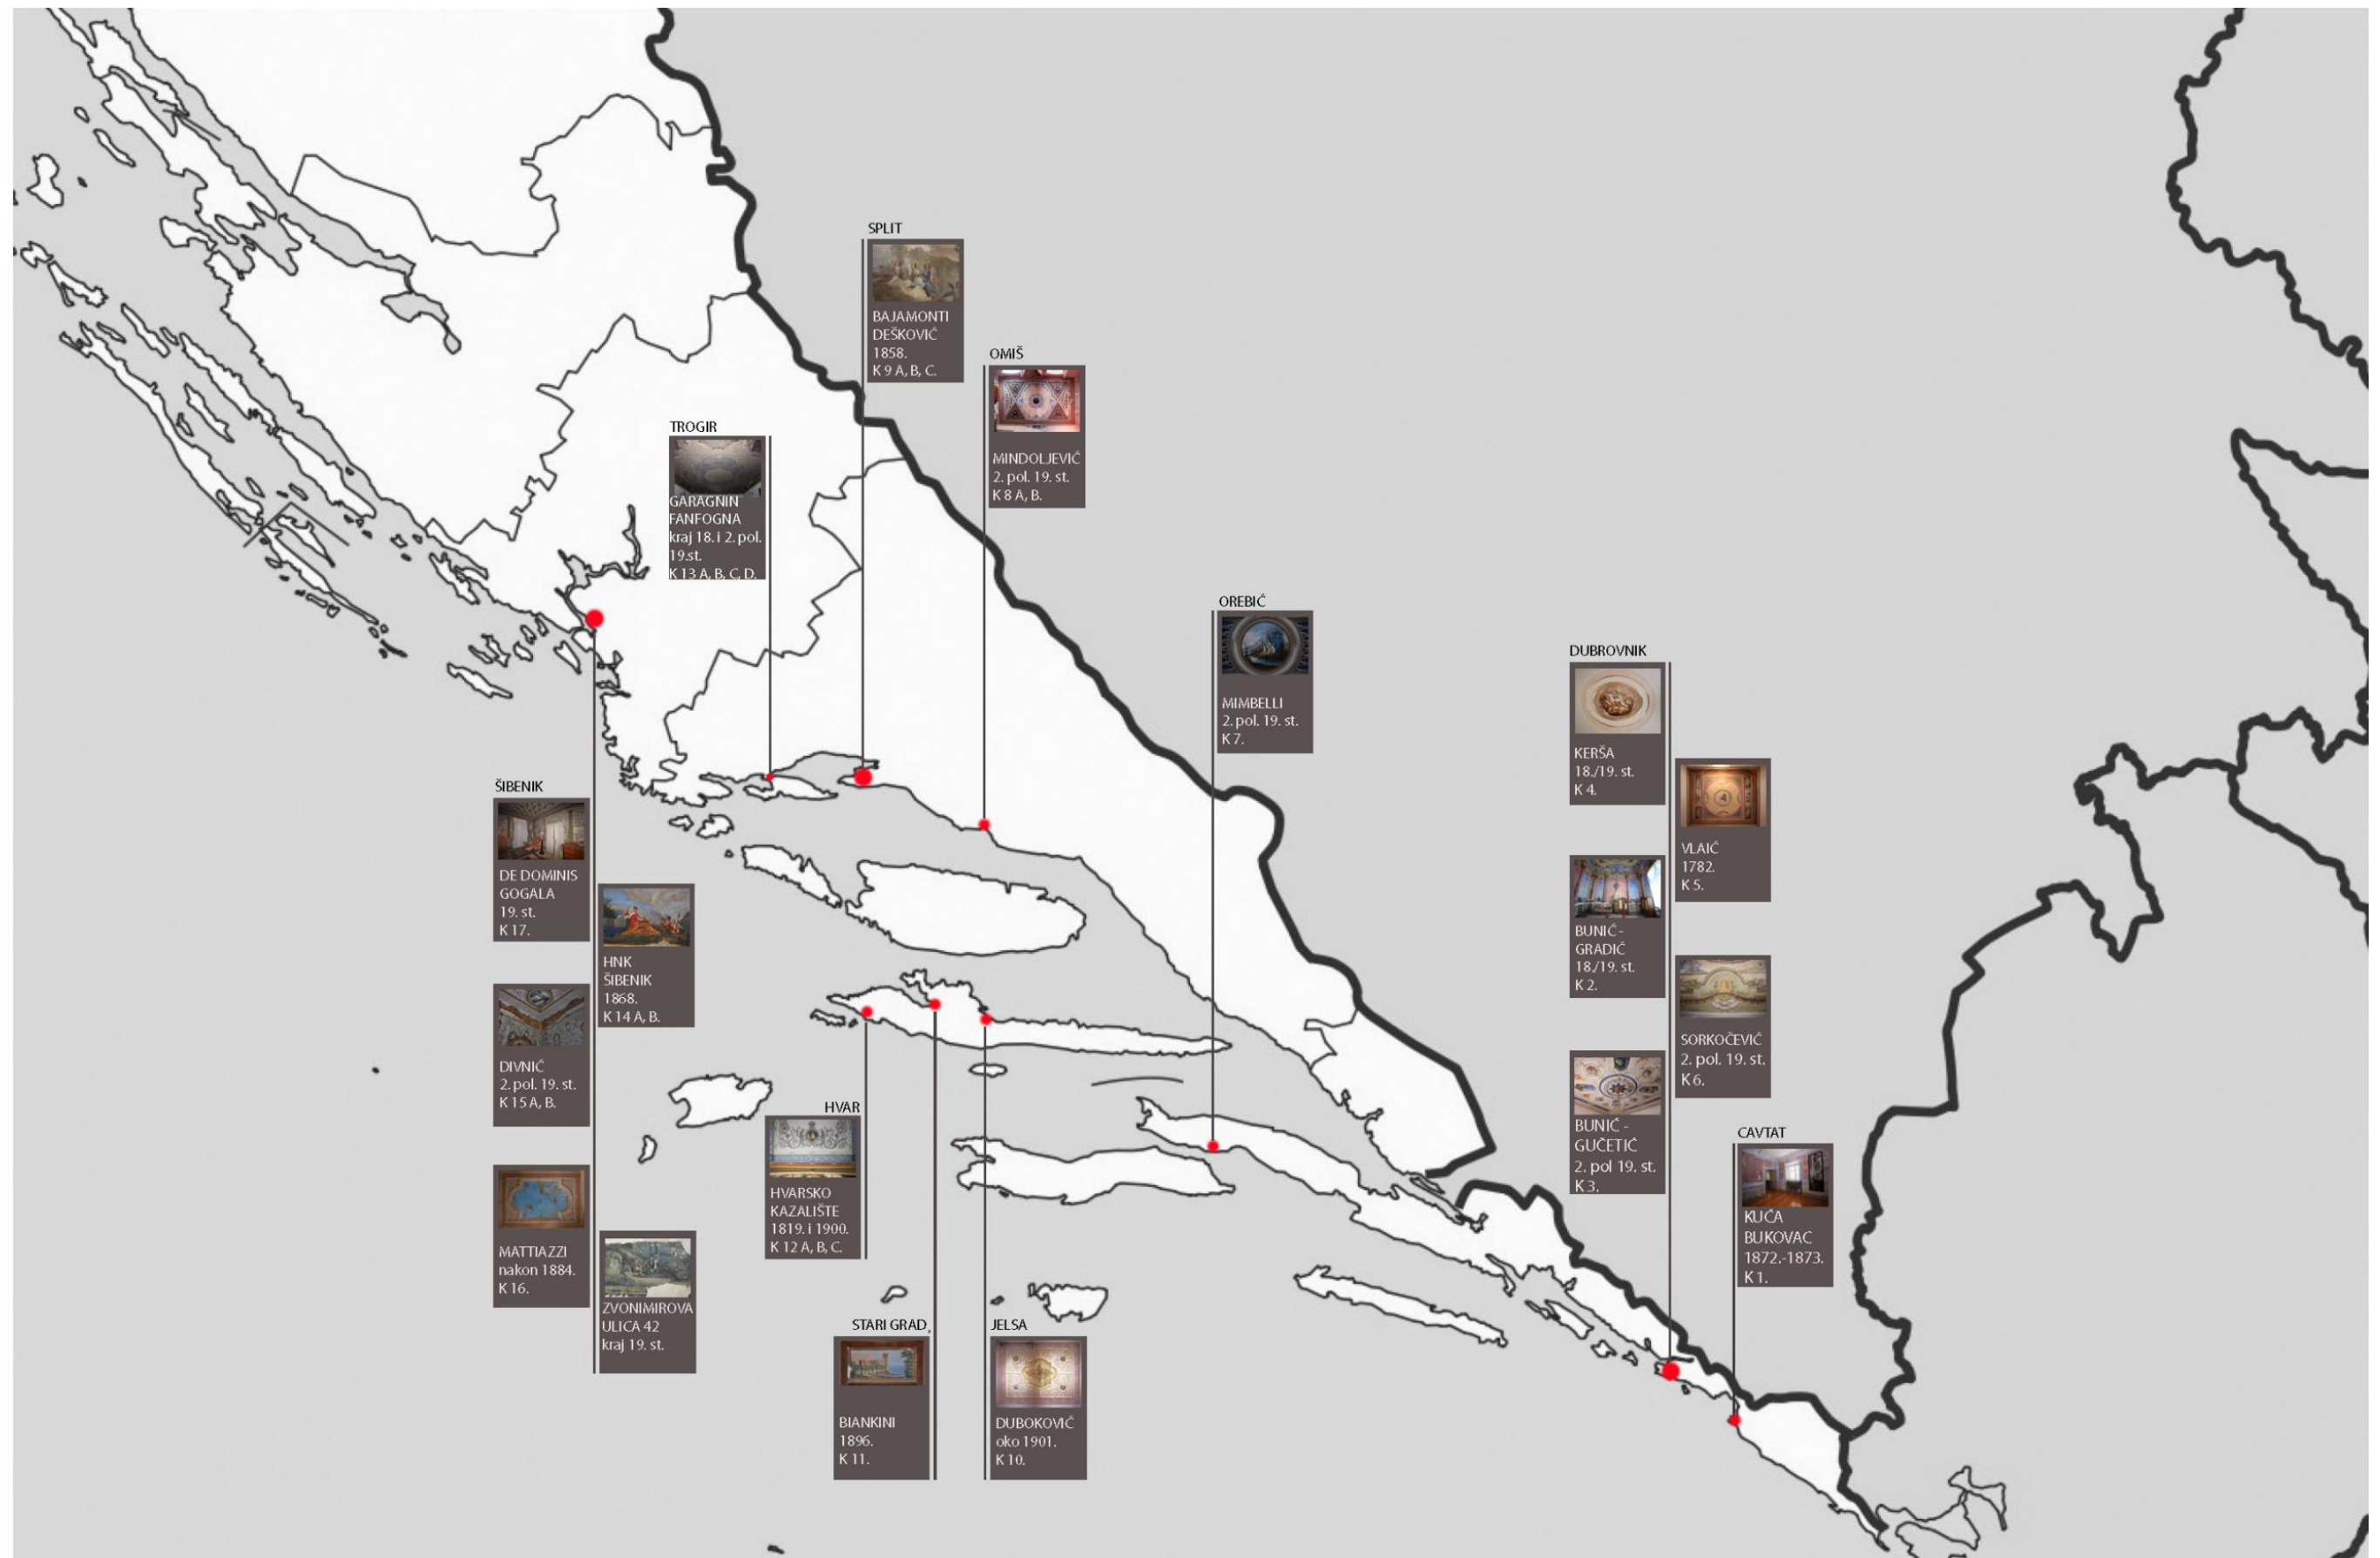 SPLIT
BAJAMONTI
DEŠKOVIĆ
1858.
K 9 A, B, C.
OMIŠ
MINDOLJEVIĆ
2. pol. 19. st.
K 8 A, B.
TROGIR
GARAGNIN
FANFOGNA
kraj 18. i 2. pol.
19.st.
K 13 A, B, C, D.
OREBIĆ
MIMBELLI
2. pol. 19. st.
K 7.
DUBROVNIK
KERŠA
18./19. st.
K 4.
VLAIĆ
1782.
K 5.
BUNIĆ -
GRADIĆ
18./19. st.
K 2.
SORKOČEVIĆ
2. pol. 19. st.
K 6.
BUNIĆ -
GUČETIĆ
2. pol 19. st.
K 3.
CAVTAT
KUĆA
BUKOVAC
1872.-1873.
K 1.
ŠIBENIK
DE DOMINIS
GOGALA
19. st.
K 17.
HNK
ŠIBENIK
1868.
K 14 A, B.
DIVNIĆ
2. pol. 19. st.
K 15 A, B.
MATTIAZZI
nakon 1884.
K 16.
ZVONIMIROVA
ULICA 42
kraj 19. st.
HVAR
HVARSKO
KAZALIŠTE
1819. i 1900.
K 12 A, B, C.
STARI GRAD
BIANKINI
1896.
K 11.
JELSA
DUBOKOVIĆ
oko 1901.
K 10.